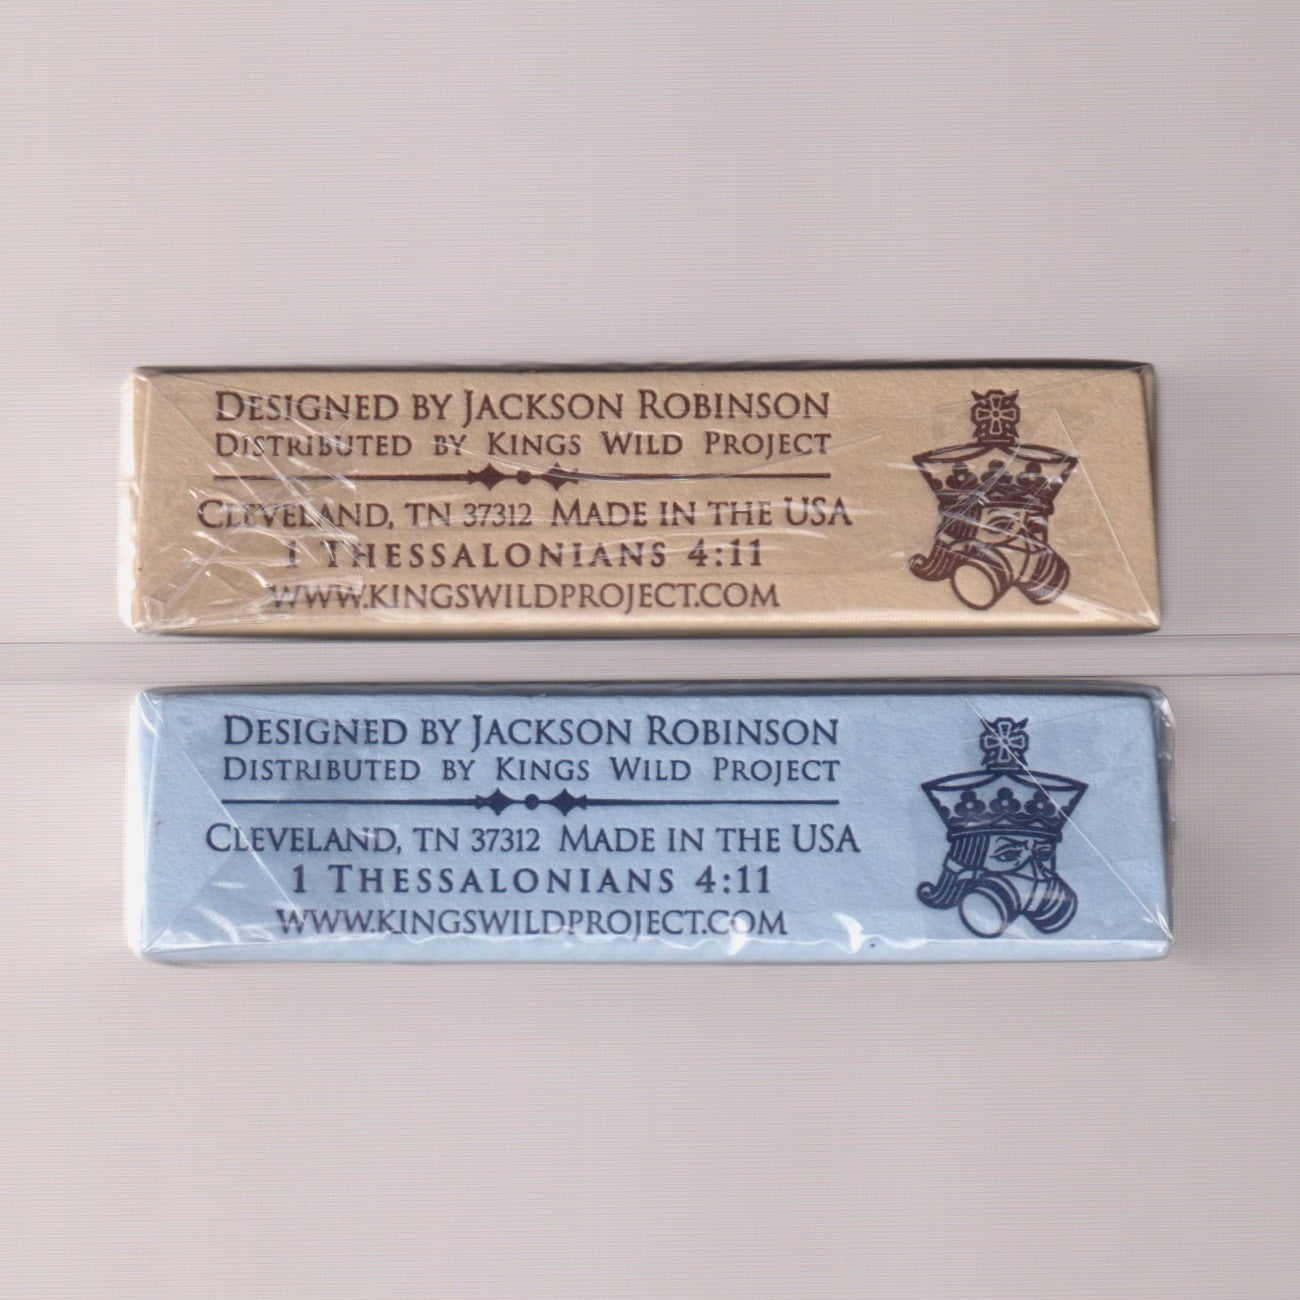 Designed by Jackson Robinson
Distributed by Kings Wild Project
Cleveland, TN 37312 Made in the USA
1 Thessalonians 4:11
www.kingswildproject.com
Designed by Jackson Robinson
Distributed by Kings Wild Project
Cleveland, TN 37312 Made in the USA
1 Thessalonians 4:11
www.kingswildproject.com